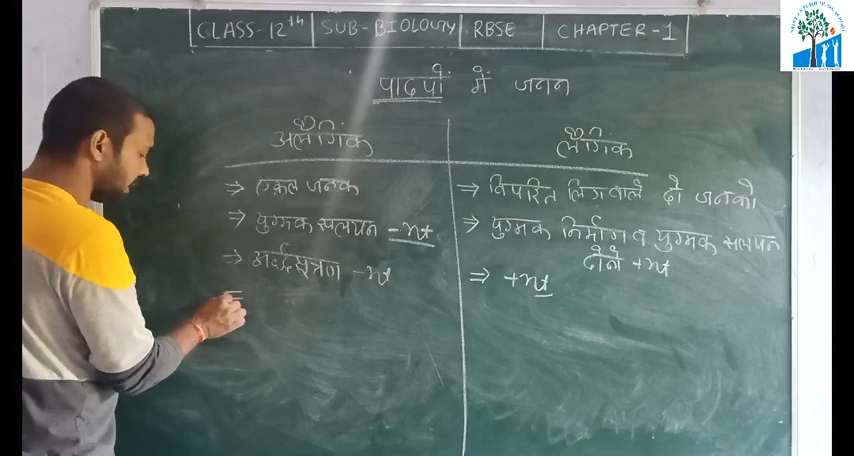 CLASS-12th SUB-BIOLOGY RBSE CHAPTER-1
पादपों में जनन
अलैंगिक
⇒ एकल जनक
⇒ युग्मक संलयन -nt
⇒ अर्द्धसूत्रण -nt
लैंगिक
⇒ विपरित लिंगवाले दो जनको
⇒ युग्मक निर्माण व युग्मक संलयन
दोनों +nt
⇒ +nt